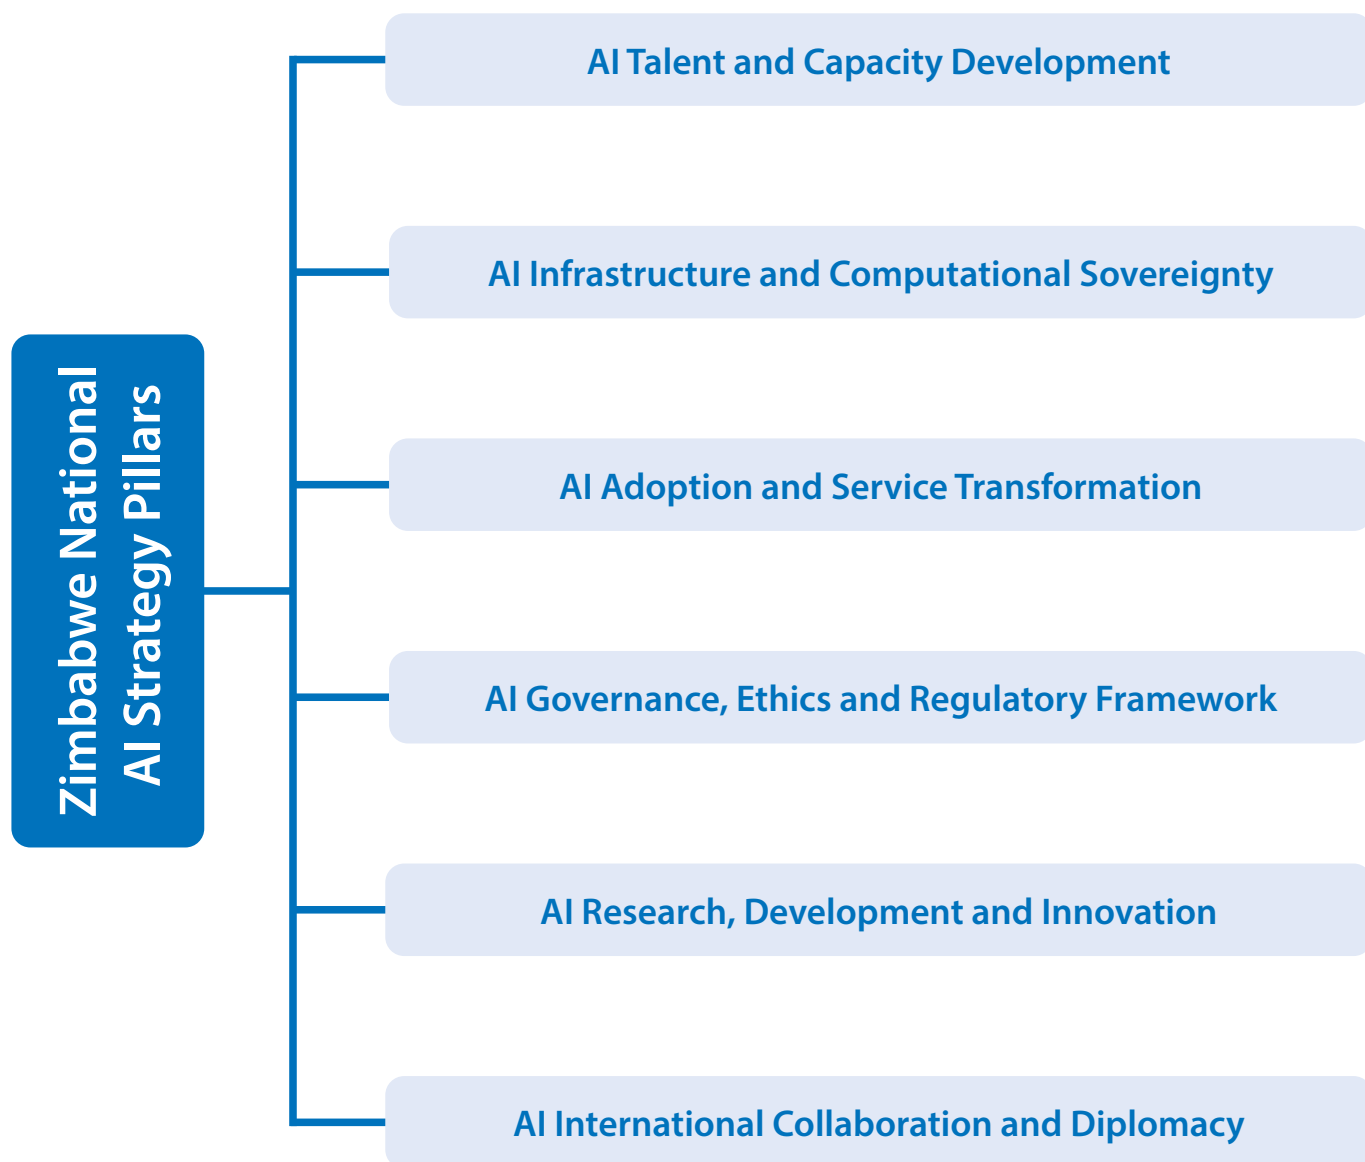 Zimbabwe National
AI Strategy Pillars
AI Talent and Capacity Development
AI Infrastructure and Computational Sovereignty
AI Adoption and Service Transformation
AI Governance, Ethics and Regulatory Framework
AI Research, Development and Innovation
AI International Collaboration and Diplomacy